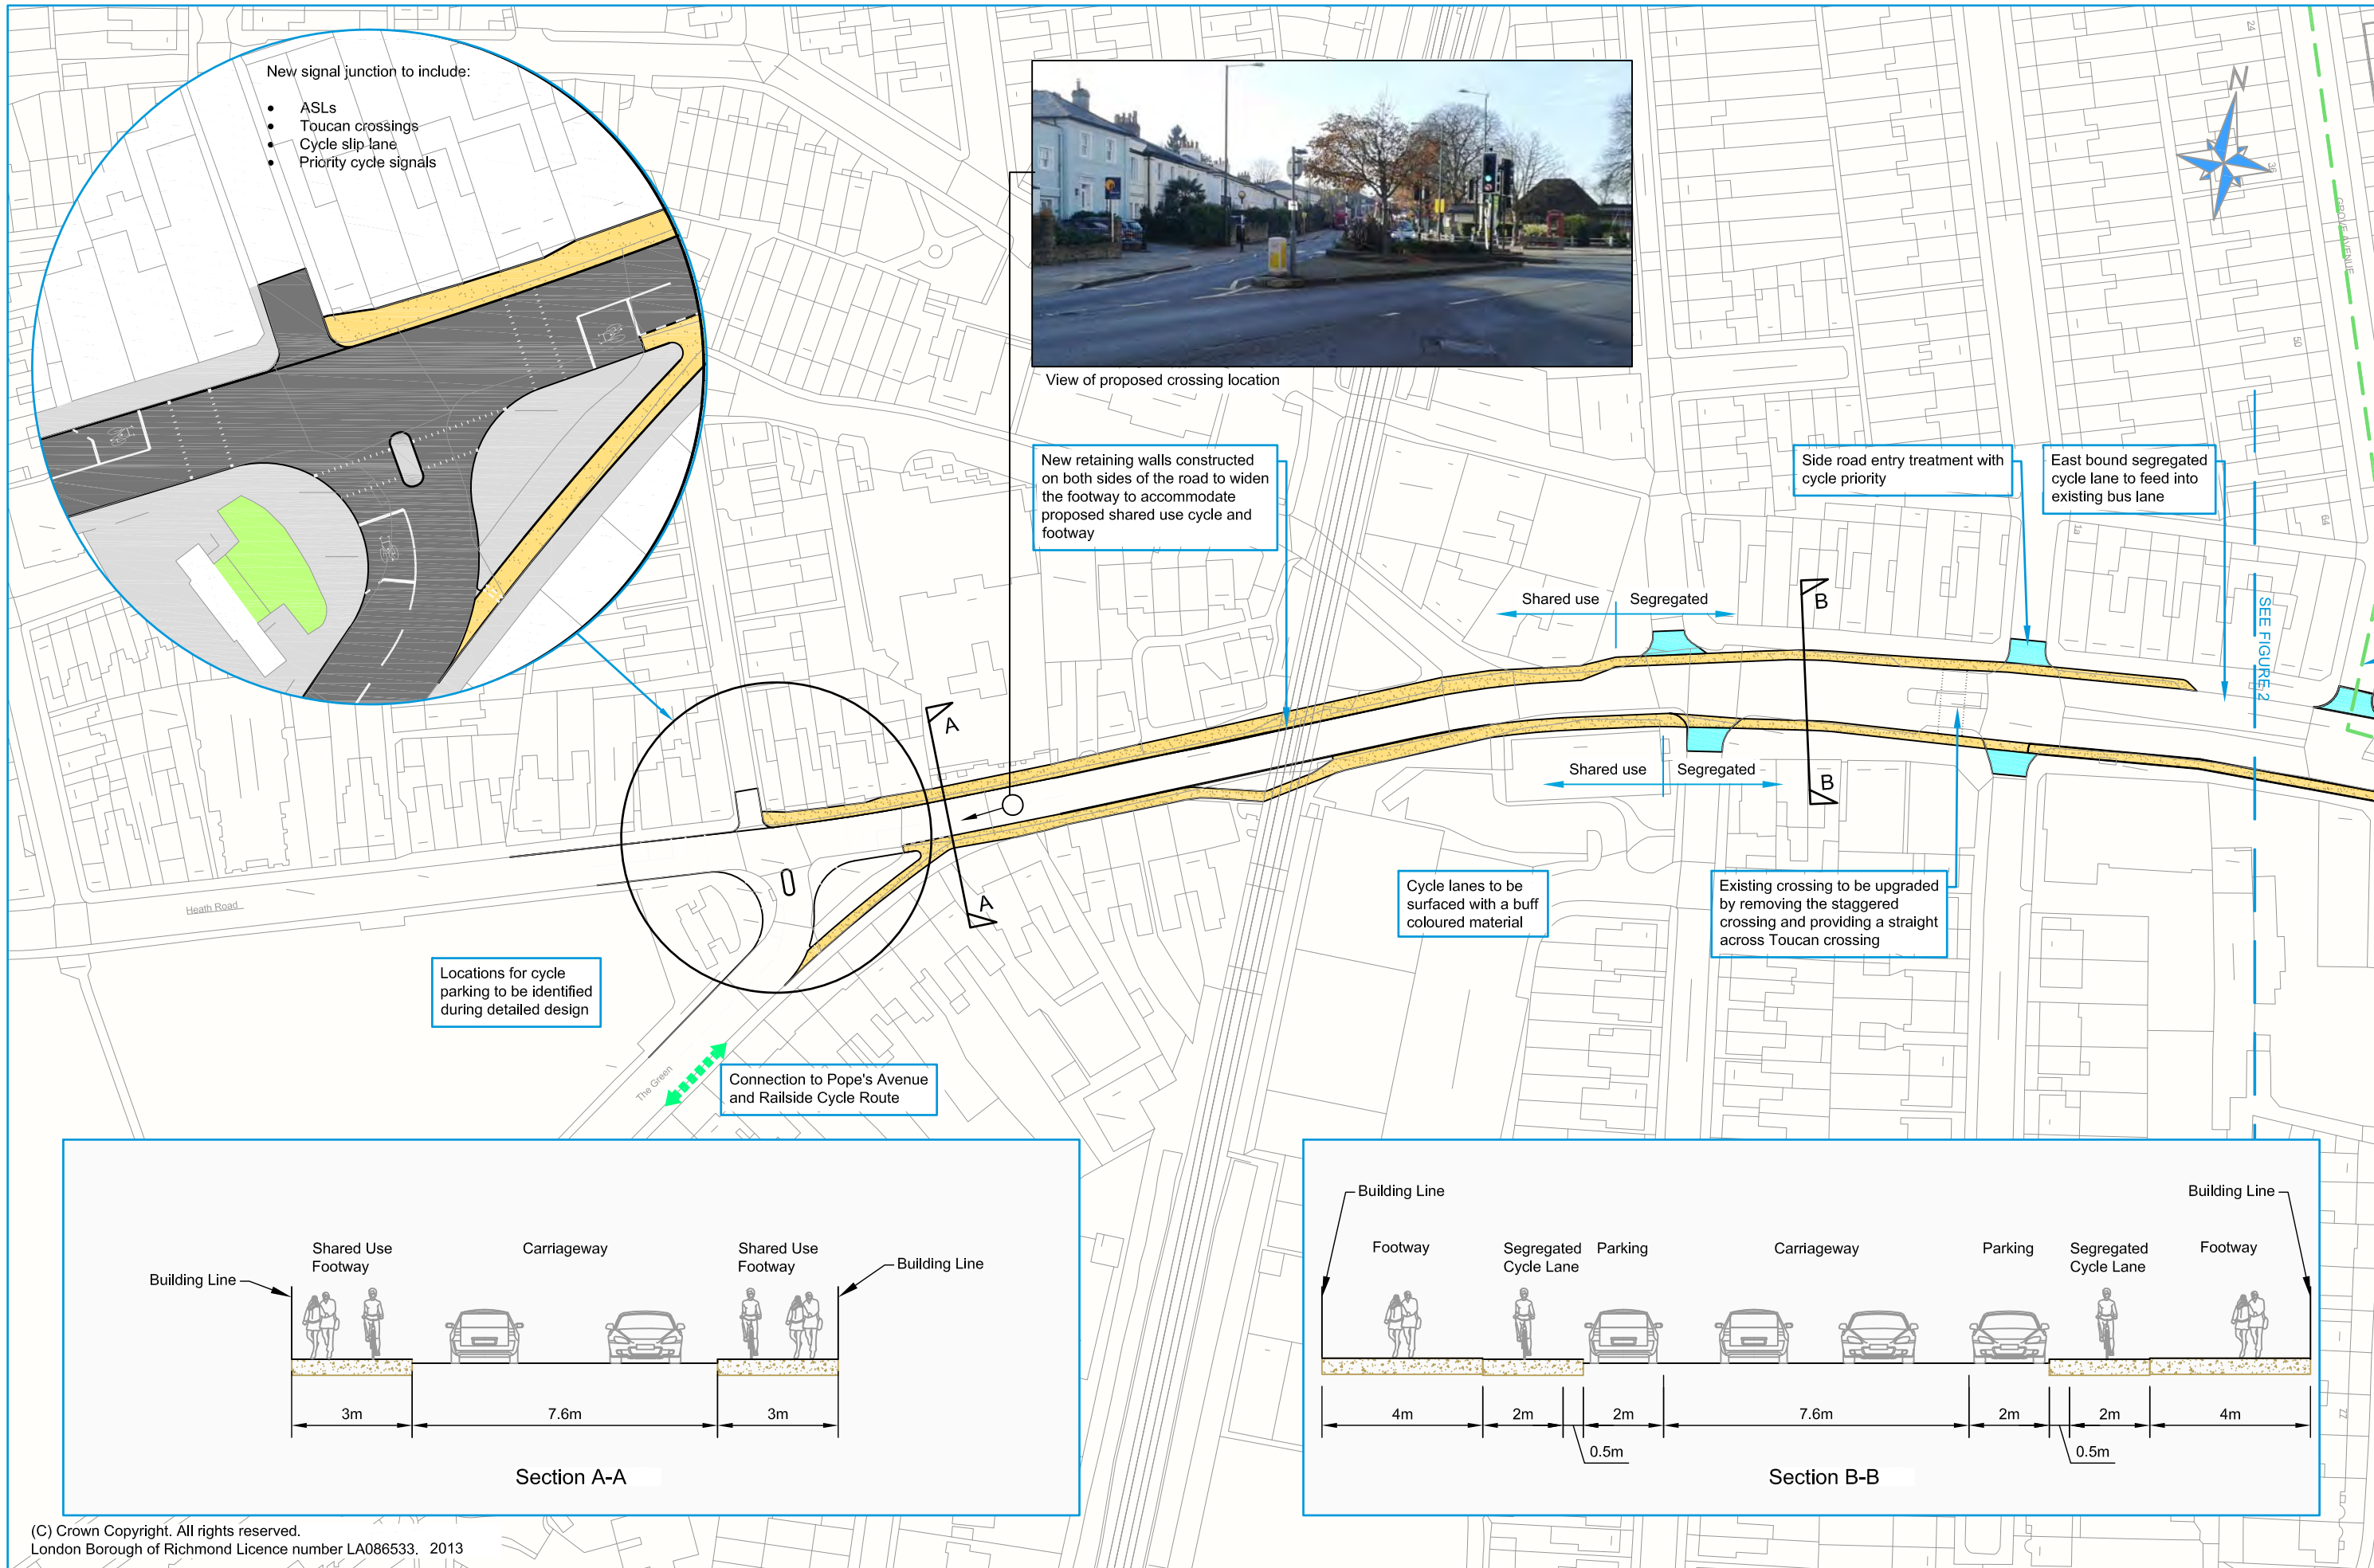 New signal junction to include:
• ASLs
• Toucan crossings
• Cycle slip lane
• Priority cycle signals
View of proposed crossing location
N
24
36
GROVE AVENUE
50
64
1a
New retaining walls constructed
on both sides of the road to widen
the footway to accommodate
proposed shared use cycle and
footway
Side road entry treatment with
cycle priority
East bound segregated
cycle lane to feed into
existing bus lane
SEE FIGURE 2
Shared use
Segregated
B
B
A
A
Shared use
Segregated
Heath Road
Cycle lanes to be
surfaced with a buff
coloured material
Existing crossing to be upgraded
by removing the staggered
crossing and providing a straight
across Toucan crossing
Locations for cycle
parking to be identified
during detailed design
The Green
Connection to Pope's Avenue
and Railside Cycle Route
Building Line
Shared Use
Footway
Carriageway
Shared Use
Footway
Building Line
3m
7.6m
3m
Section A-A
Building Line
Footway
Segregated
Cycle Lane
Parking
Carriageway
Parking
Segregated
Cycle Lane
Footway
Building Line
4m
2m
0.5m
2m
7.6m
2m
0.5m
2m
4m
Section B-B
(C) Crown Copyright. All rights reserved.
London Borough of Richmond Licence number LA086533. 2013